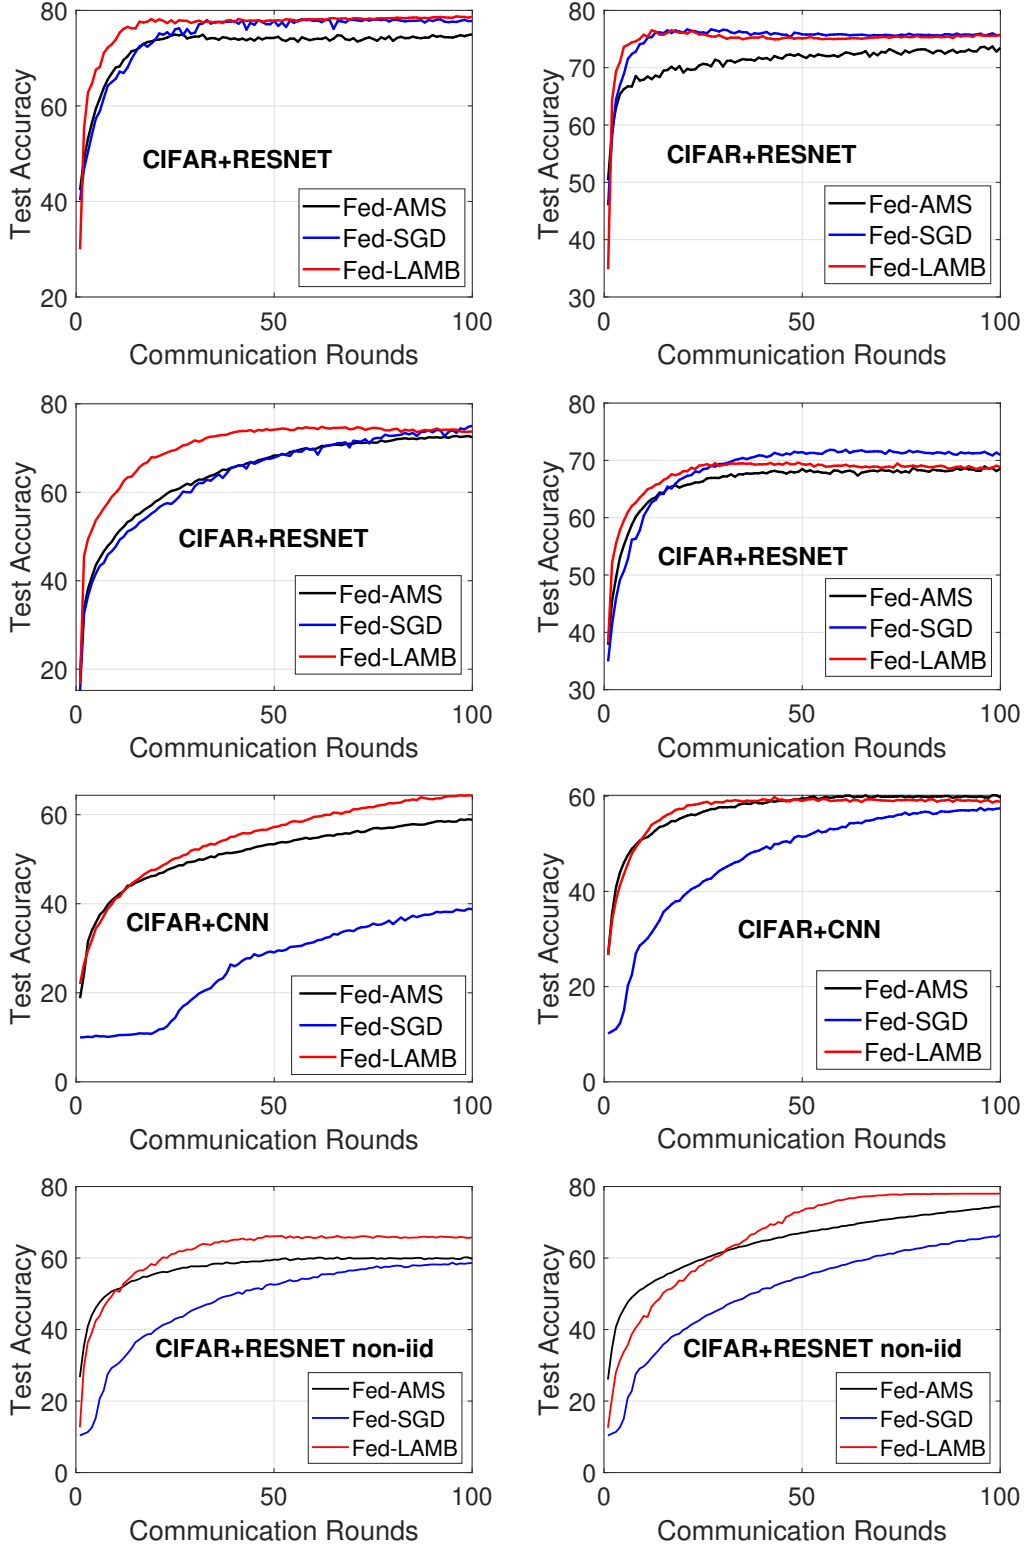 80
60
40
20
0
50
100
Test Accuracy
Communication Rounds
CIFAR+RESNET
Fed-AMS
Fed-SGD
Fed-LAMB
80
70
60
50
40
30
0
50
100
Test Accuracy
Communication Rounds
CIFAR+RESNET
Fed-AMS
Fed-SGD
Fed-LAMB
80
60
40
20
0
50
100
Test Accuracy
Communication Rounds
CIFAR+RESNET
Fed-AMS
Fed-SGD
Fed-LAMB
80
70
60
50
40
30
0
50
100
Test Accuracy
Communication Rounds
CIFAR+RESNET
Fed-AMS
Fed-SGD
Fed-LAMB
60
40
20
0
0
50
100
Test Accuracy
Communication Rounds
CIFAR+CNN
Fed-AMS
Fed-SGD
Fed-LAMB
60
40
20
0
0
50
100
Test Accuracy
Communication Rounds
CIFAR+CNN
Fed-AMS
Fed-SGD
Fed-LAMB
80
60
40
20
0
0
50
100
Test Accuracy
Communication Rounds
CIFAR+RESNET non-iid
Fed-AMS
Fed-SGD
Fed-LAMB
80
60
40
20
0
0
50
100
Test Accuracy
Communication Rounds
CIFAR+RESNET non-iid
Fed-AMS
Fed-SGD
Fed-LAMB